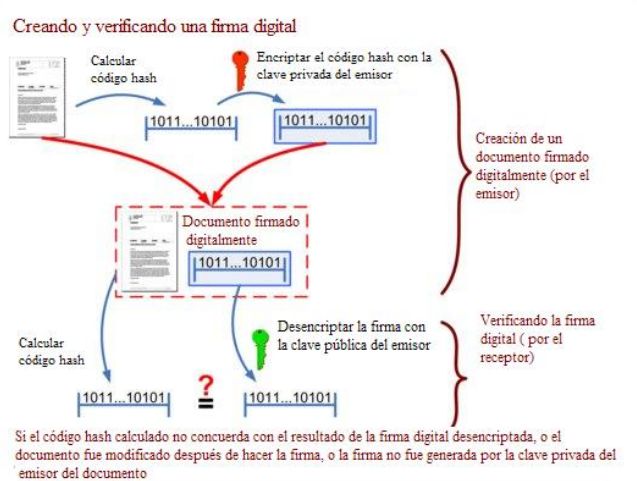 Creando y verificando una firma digital
Calcular
código hash
Encriptar el código hash con la
clave privada del emisor
1011...10101
1011...10101
Creación de un
documento firmado
digitalmente (por el
emisor)
Documento firmado
digitalmente
1011...10101
Calcular
código hash
Desencriptar la firma con
la clave pública del emisor
Verificando la firma
digital ( por el
receptor)
1011...10101
?
=
1011...10101
Si el código hash calculado no concuerda con el resultado de la firma digital desencriptada, o el
documento fue modificado después de hacer la firma, o la firma no fue generada por la clave privada del
emisor del documento